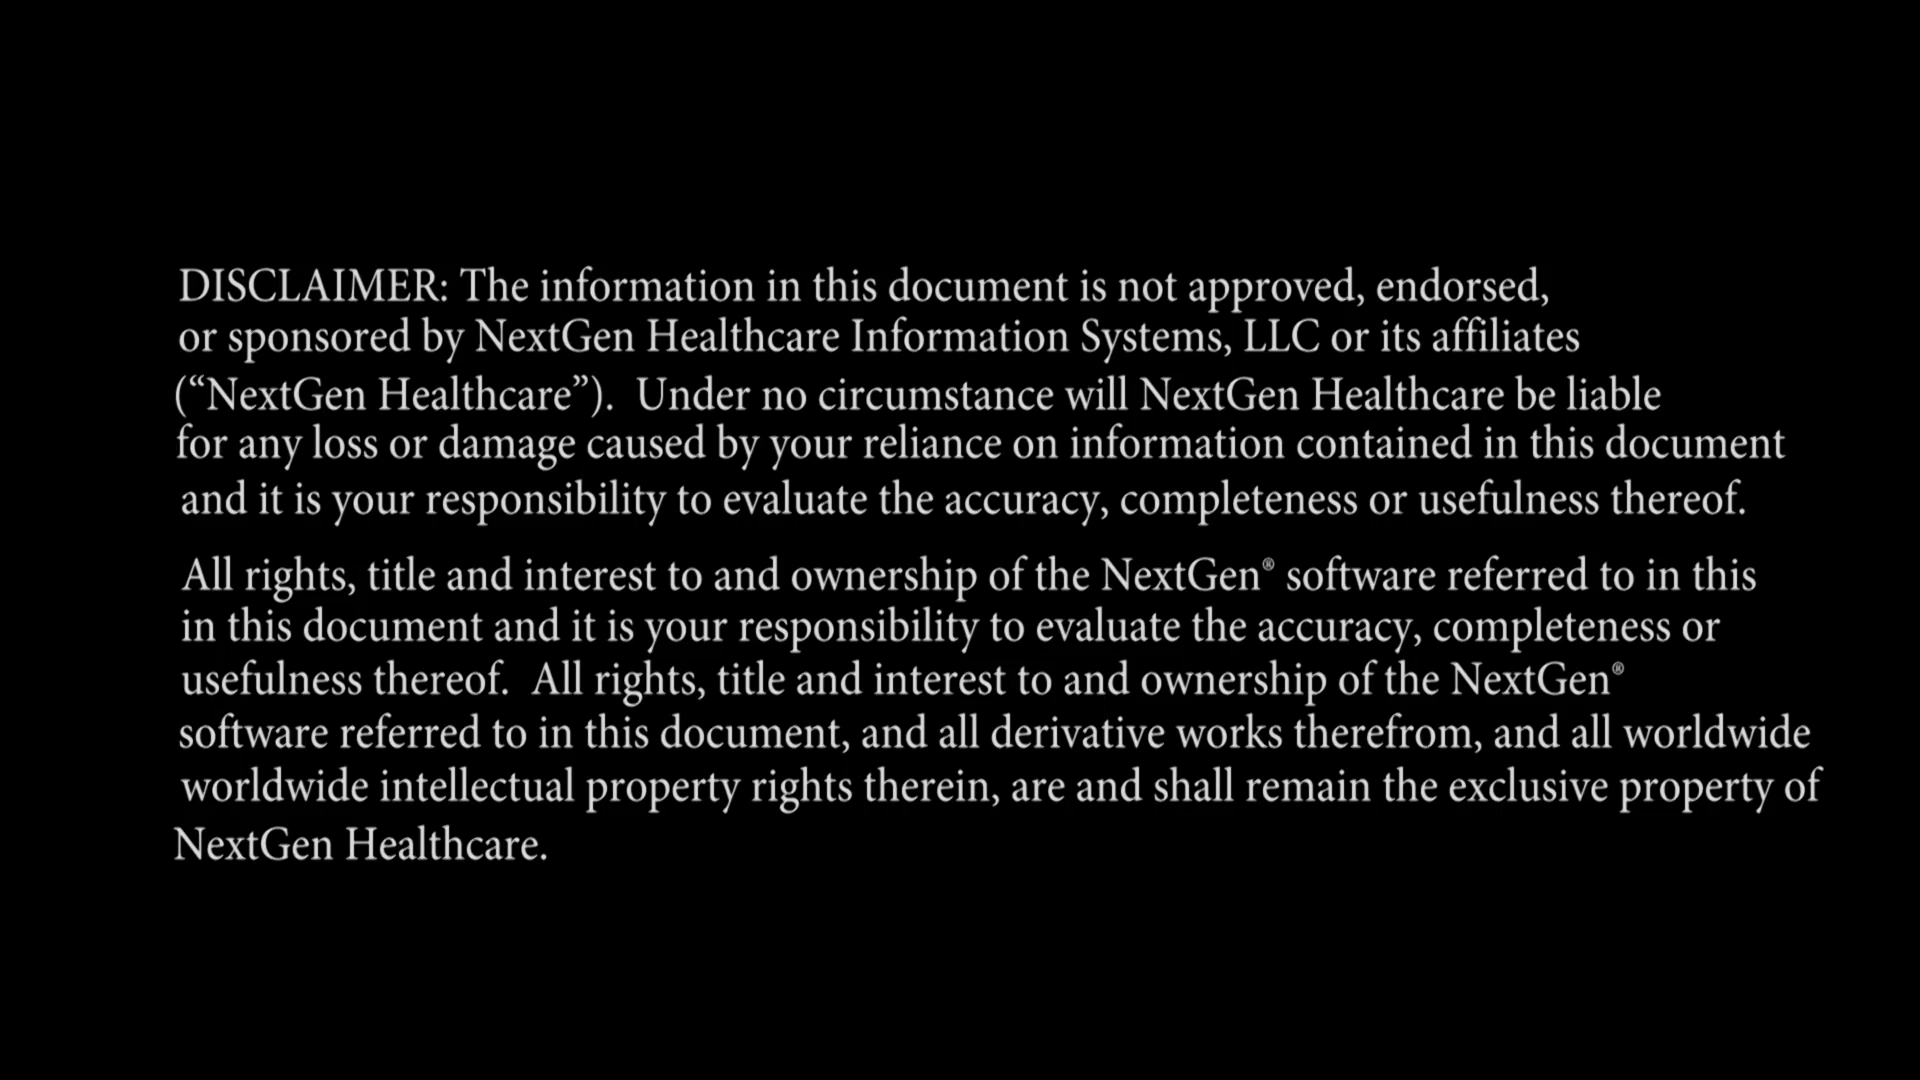 DISCLAIMER: The information in this document is not approved, endorsed,
or sponsored by NextGen Healthcare Information Systems, LLC or its affiliates
(“NextGen Healthcare”).  Under no circumstance will NextGen Healthcare be liable
for any loss or damage caused by your reliance on information contained in this document
and it is your responsibility to evaluate the accuracy, completeness or usefulness thereof.
All rights, title and interest to and ownership of the NextGen® software referred to in this
in this document and it is your responsibility to evaluate the accuracy, completeness or
usefulness thereof.  All rights, title and interest to and ownership of the NextGen®
software referred to in this document, and all derivative works therefrom, and all worldwide
worldwide intellectual property rights therein, are and shall remain the exclusive property of
NextGen Healthcare.